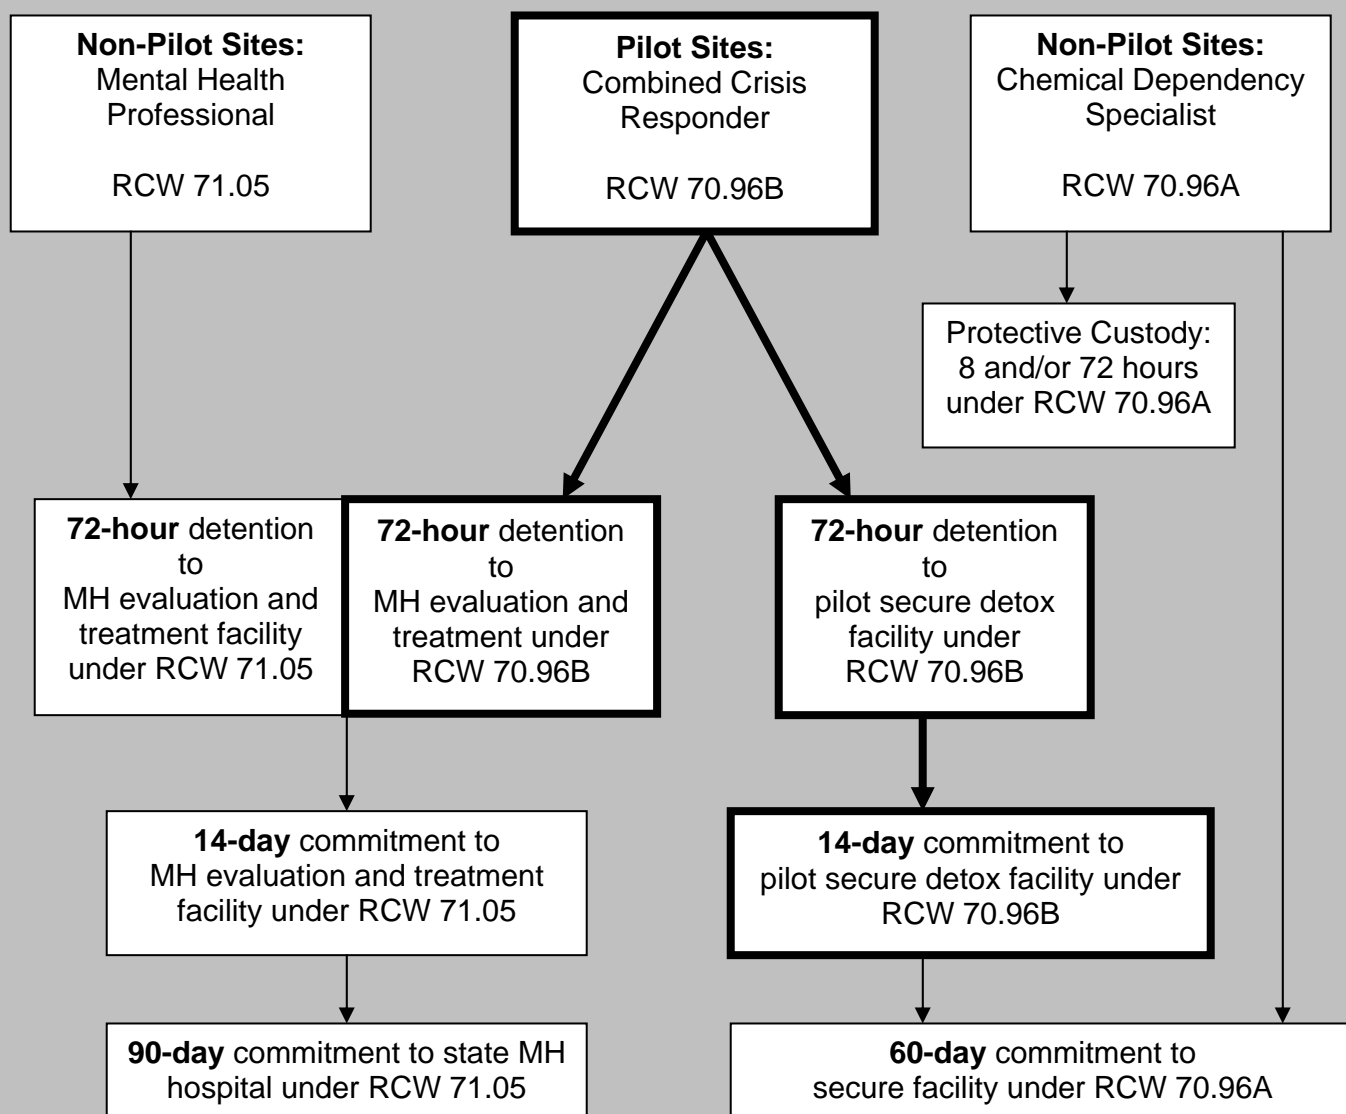 Non-Pilot Sites:
Mental Health
Professional
RCW 71.05
Pilot Sites:
Combined Crisis
Responder
RCW 70.96B
Non-Pilot Sites:
Chemical Dependency
Specialist
RCW 70.96A
Protective Custody:
8 and/or 72 hours
under RCW 70.96A
72-hour detention
to
MH evaluation and
treatment facility
under RCW 71.05
72-hour detention
to
MH evaluation and
treatment under
RCW 70.96B
72-hour detention
to
pilot secure detox
facility under
RCW 70.96B
14-day commitment to
MH evaluation and treatment
facility under RCW 71.05
14-day commitment to
pilot secure detox facility under
RCW 70.96B
90-day commitment to state MH
hospital under RCW 71.05
60-day commitment to
secure facility under RCW 70.96A